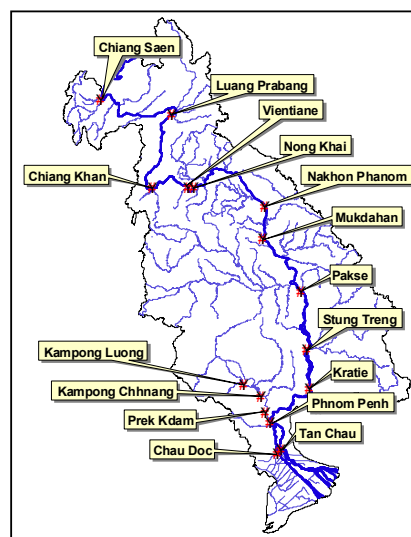 Chiang Saen
Luang Prabang
Vientiane
Nong Khai
Chiang Khan
Nakhon Phanom
Mukdahan
Pakse
Stung Treng
Kampong Luong
Kratie
Kampong Chhnang
Phnom Penh
Prek Kdam
Tan Chau
Chau Doc